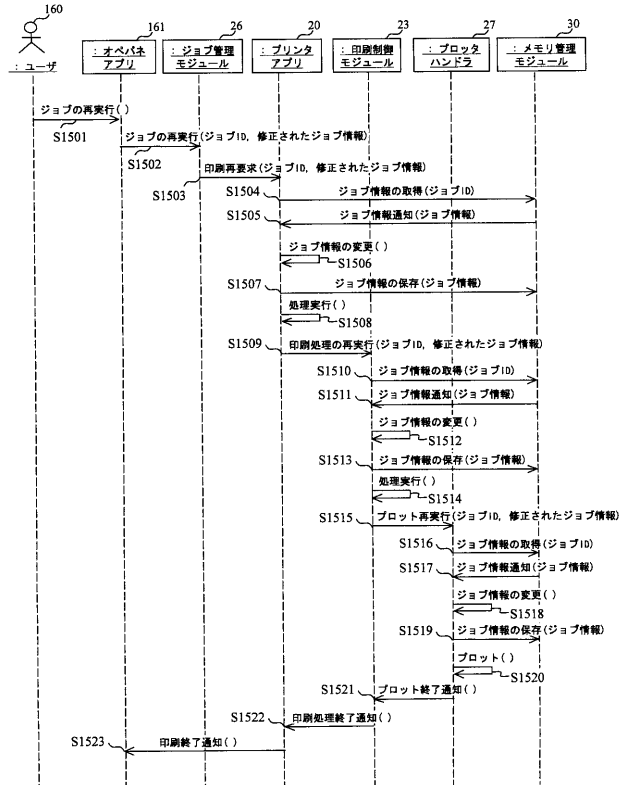 160
161
26
20
23
27
30
: ユーザ
: オペパネ
アプリ
: ジョブ管理
モジュール
: プリンタ
アプリ
: 印刷制御
モジュール
: プロッタ
ハンドラ
: メモリ管理
モジュール
ジョブの再実行( )
S1501
ジョブの再実行(ジョブID, 修正されたジョブ情報)
S1502
印刷再要求(ジョブID, 修正されたジョブ情報)
S1503
S1504
ジョブ情報の取得(ジョブID)
S1505
ジョブ情報通知(ジョブ情報)
ジョブ情報の変更( )
S1506
S1507
ジョブ情報の保存(ジョブ情報)
処理実行( )
S1508
S1509
印刷処理の再実行(ジョブID, 修正されたジョブ情報)
S1510
ジョブ情報の取得(ジョブID)
S1511
ジョブ情報通知(ジョブ情報)
ジョブ情報の変更( )
S1512
S1513
ジョブ情報の保存(ジョブ情報)
処理実行( )
S1514
S1515
プロット再実行(ジョブID, 修正されたジョブ情報)
S1516
ジョブ情報の取得(ジョブID)
S1517
ジョブ情報通知(ジョブ情報)
ジョブ情報の変更( )
S1518
S1519
ジョブ情報の保存(ジョブ情報)
プロット( )
S1520
S1521
プロット終了通知( )
S1522
印刷処理終了通知( )
S1523
印刷終了通知( )